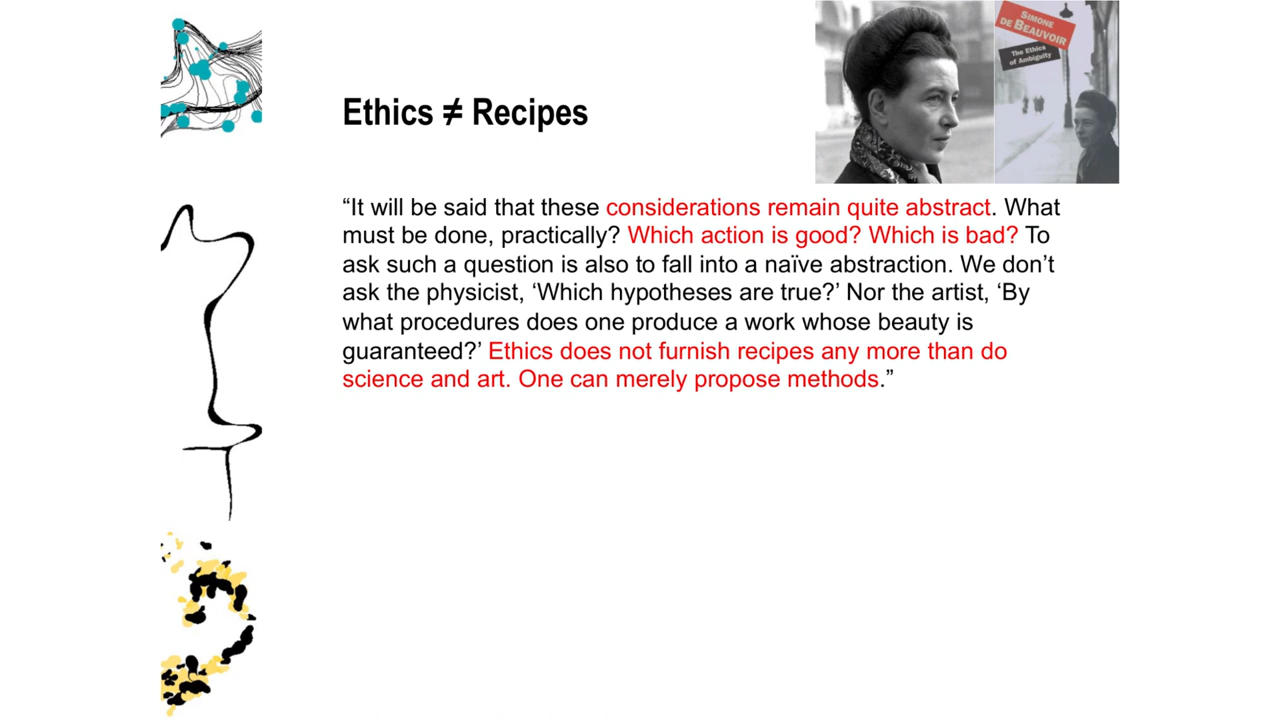 SIMONE
DE BEAUVOIR
The Ethics
of Ambiguity
Ethics ≠ Recipes
“It will be said that these considerations remain quite abstract. What
must be done, practically? Which action is good? Which is bad? To
ask such a question is also to fall into a naïve abstraction. We don’t
ask the physicist, ‘Which hypotheses are true?’ Nor the artist, ‘By
what procedures does one produce a work whose beauty is
guaranteed?’ Ethics does not furnish recipes any more than do
science and art. One can merely propose methods.”